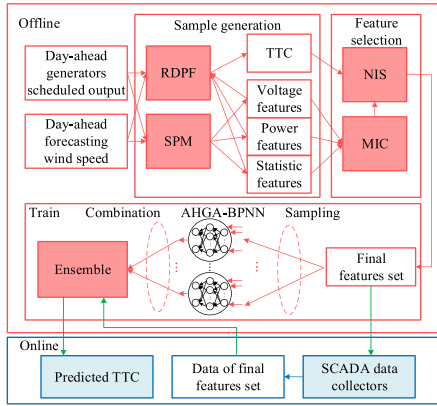 Offline
Sample generation
Feature
selection
Day-ahead
generators
scheduled output
RDPF
TTC
NIS
Voltage
features
Day-ahead
forecasting
wind speed
SPM
Power
features
MIC
Statistic
features
Train
Combination
AHGA-BPNN
Sampling
Ensemble
...
...
...
Final
features set
Online
Predicted TTC
Data of final
features set
SCADA data
collectors